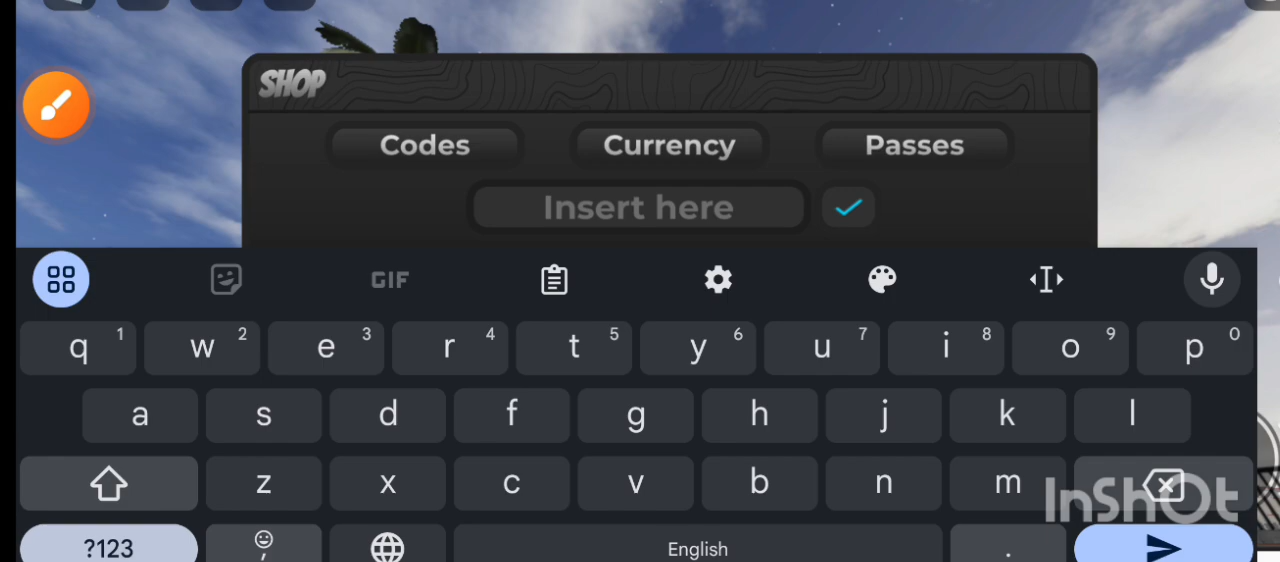 SHOP
Codes Currency Passes
Insert here
GIF
q 1 w 2 e 3 r 4 t 5 y 6 u 7 i 8 o 9 p 0
a s d f g h j k l
z x c v b n m
InShOt
?123 , English .